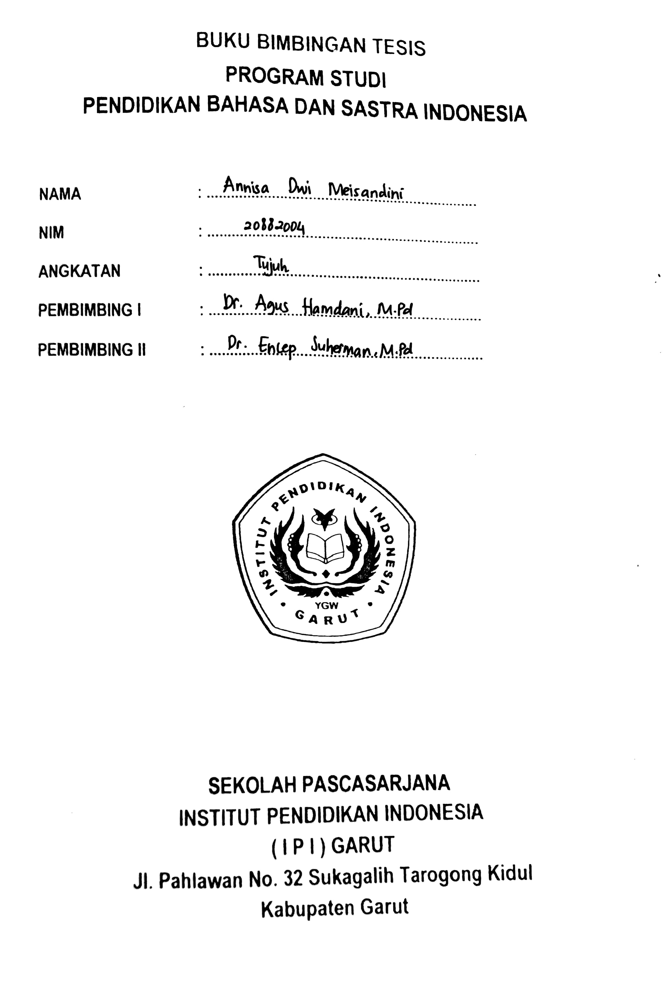 BUKU BIMBINGAN TESIS
PROGRAM STUDI
PENDIDIKAN BAHASA DAN SASTRA INDONESIA
NAMA : Annisa Dwi Meisandini
NIM : 20882004
ANGKATAN : Tujuh
PEMBIMBING I : Dr. Agus Hamdani, M.Pd
PEMBIMBING II : Dr. Encep Suherman, M.Pd
INSTITUT PENDIDIKAN INDONESIA
YGW
• GARUT •
SEKOLAH PASCASARJANA
INSTITUT PENDIDIKAN INDONESIA
( I P I ) GARUT
Jl. Pahlawan No. 32 Sukagalih Tarogong Kidul
Kabupaten Garut